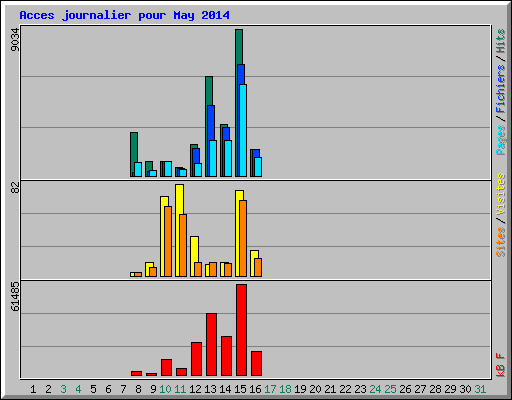 Acces journalier pour May 2014
9034
82
61485
Pages/Fichiers/Hits
Sites/Visites
kB F
1 2 3 4 5 6 7 8 9 10 11 12 13 14 15 16 17 18 19 20 21 22 23 24 25 26 27 28 29 30 31